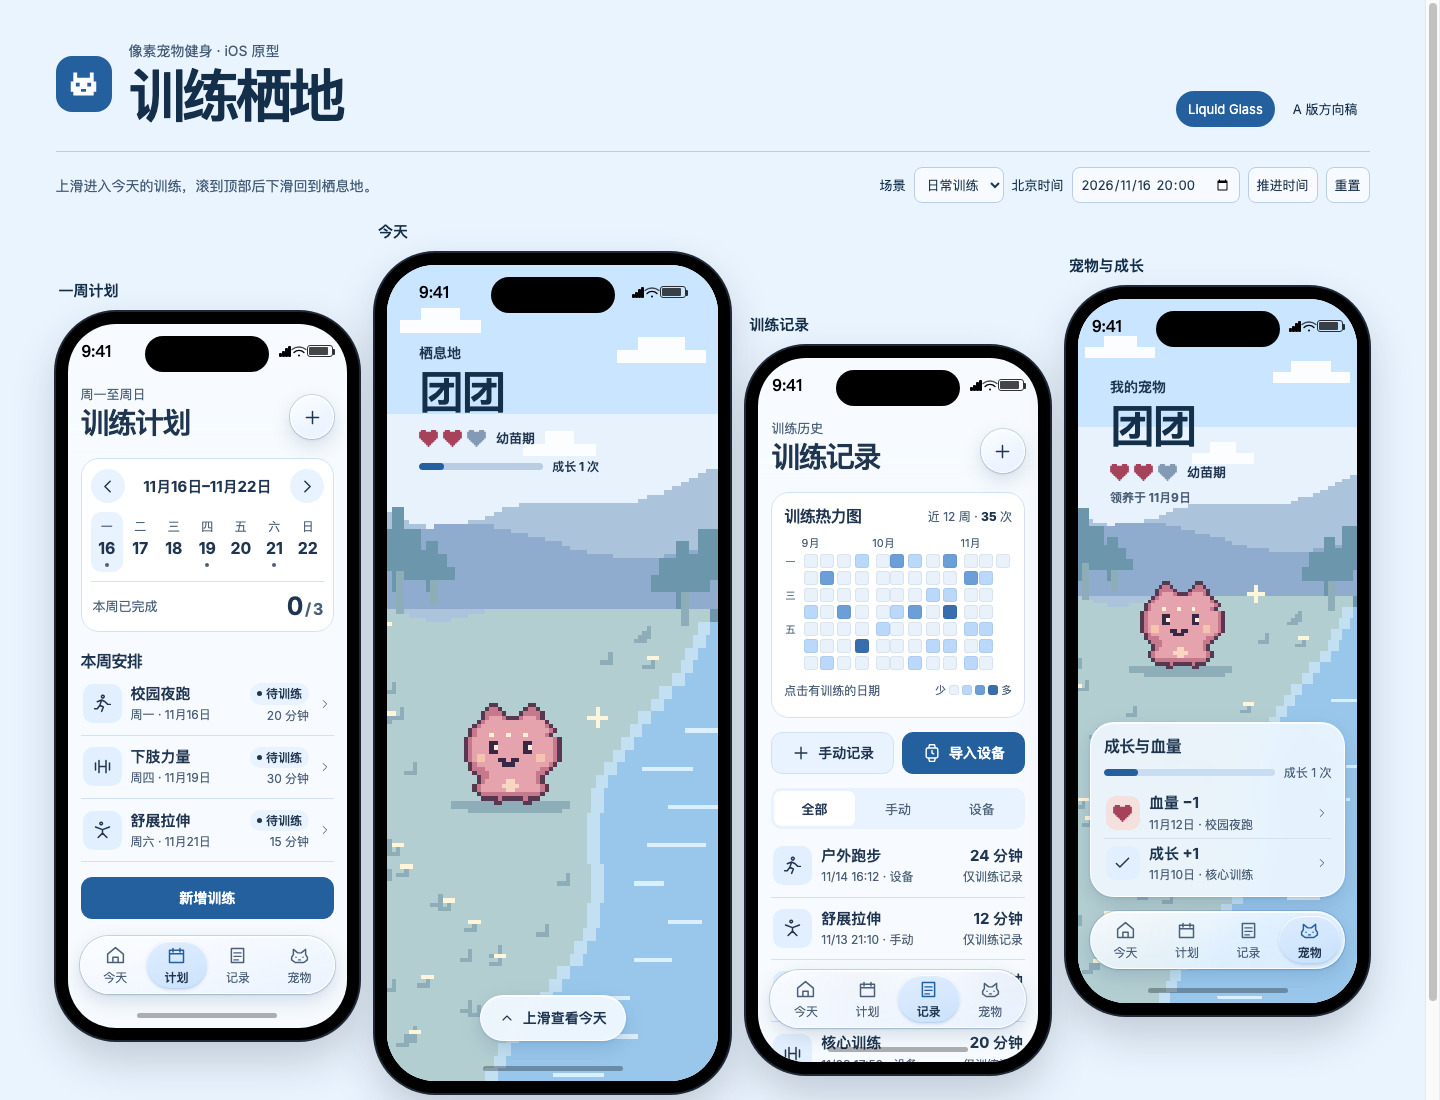 像素宠物健身 · iOS 原型
训练栖地
Liquid Glass
A 版方向稿
上滑进入今天的训练，滚到顶部后下滑回到栖息地。
场景
日常训练
北京时间
2026/11/16 20:00
推进时间
重置
一周计划
9:41
周一至周日
训练计划
11月16日–11月22日
一 二 三 四 五 六 日
16 17 18 19 20 21 22
本周已完成
0/3
本周安排
校园夜跑
待训练
周一 · 11月16日
20 分钟
下肢力量
待训练
周四 · 11月19日
30 分钟
舒展拉伸
待训练
周六 · 11月21日
15 分钟
新增训练
今天 计划 记录 宠物
今天
9:41
栖息地
团团
幼苗期
成长 1 次
上滑查看今天
训练记录
9:41
训练历史
训练记录
训练热力图
近 12 周 · 35 次
9月 10月 11月
一
三
五
点击有训练的日期
少
多
手动记录
导入设备
全部 手动 设备
户外跑步
24 分钟
11/14 16:12 · 设备
仅训练记录
舒展拉伸
12 分钟
11/13 21:10 · 手动
仅训练记录
今天 计划 记录 宠物
核心训练
20 分钟
宠物与成长
9:41
我的宠物
团团
幼苗期
领养于 11月9日
成长与血量
成长 1 次
血量 −1
11月12日 · 校园夜跑
成长 +1
11月10日 · 核心训练
今天 计划 记录 宠物